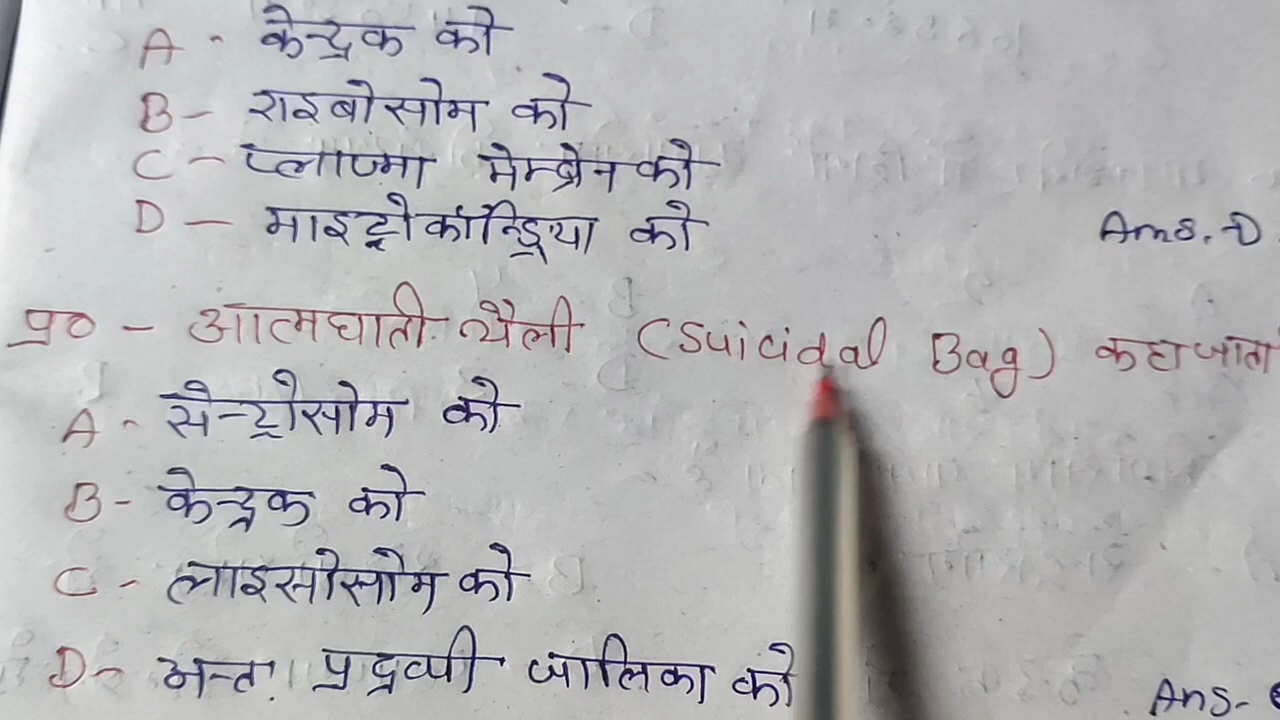 A - केन्द्रक को
B - राइबोसोम को
C - प्लाज्मा मेम्ब्रेन को
D - माइट्रोकॉन्ड्रिया को Ans. -D
प्र० - आत्मघाती थैली (Suicidal Bag) कहा जाता
A - सेन्ट्रोसोम को
B - केन्द्रक को
C - लाइसोसोम को
D - अन्त: प्रद्रव्यी जालिका को
Ans-